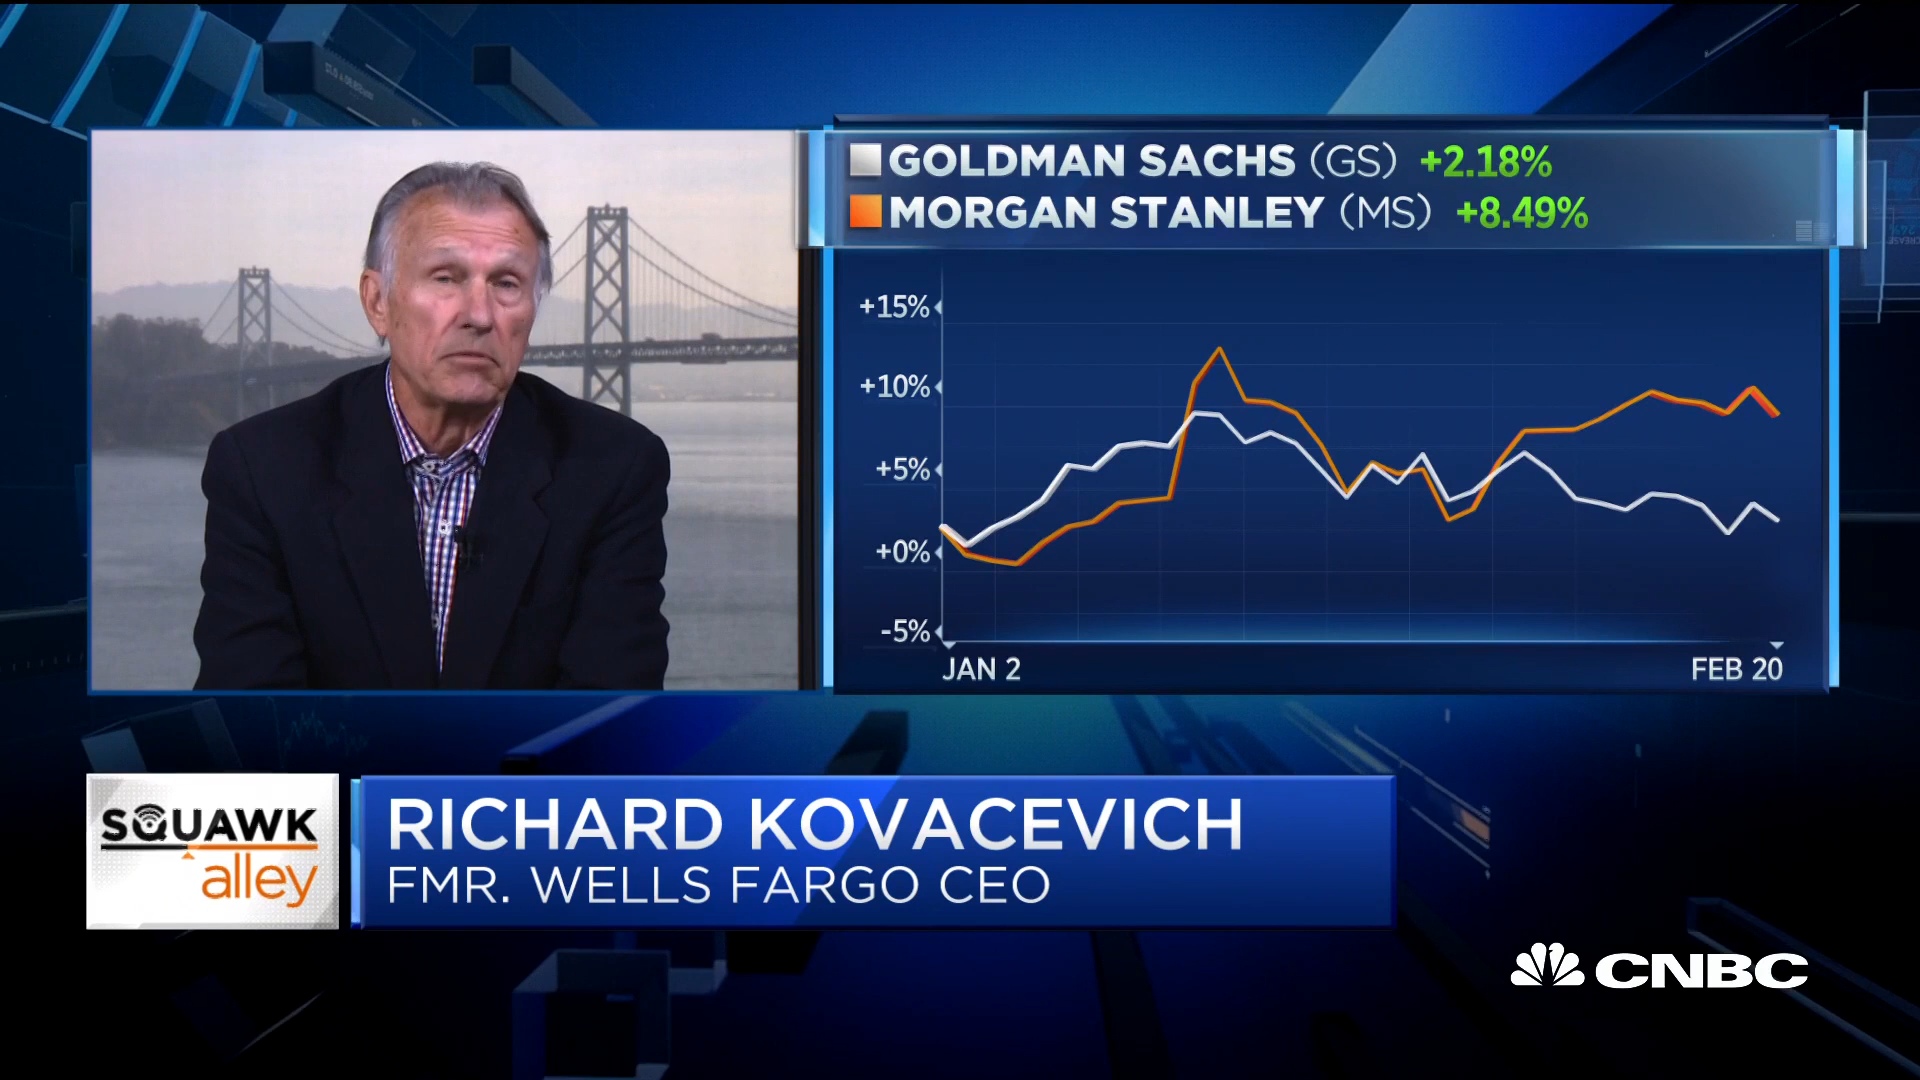 GOLDMAN SACHS (GS) +2.18%
MORGAN STANLEY (MS) +8.49%
+15%
+10%
+5%
+0%
-5%
JAN 2
FEB 20
SQUAWK
alley
RICHARD KOVACEVICH
FMR. WELLS FARGO CEO
CNBC